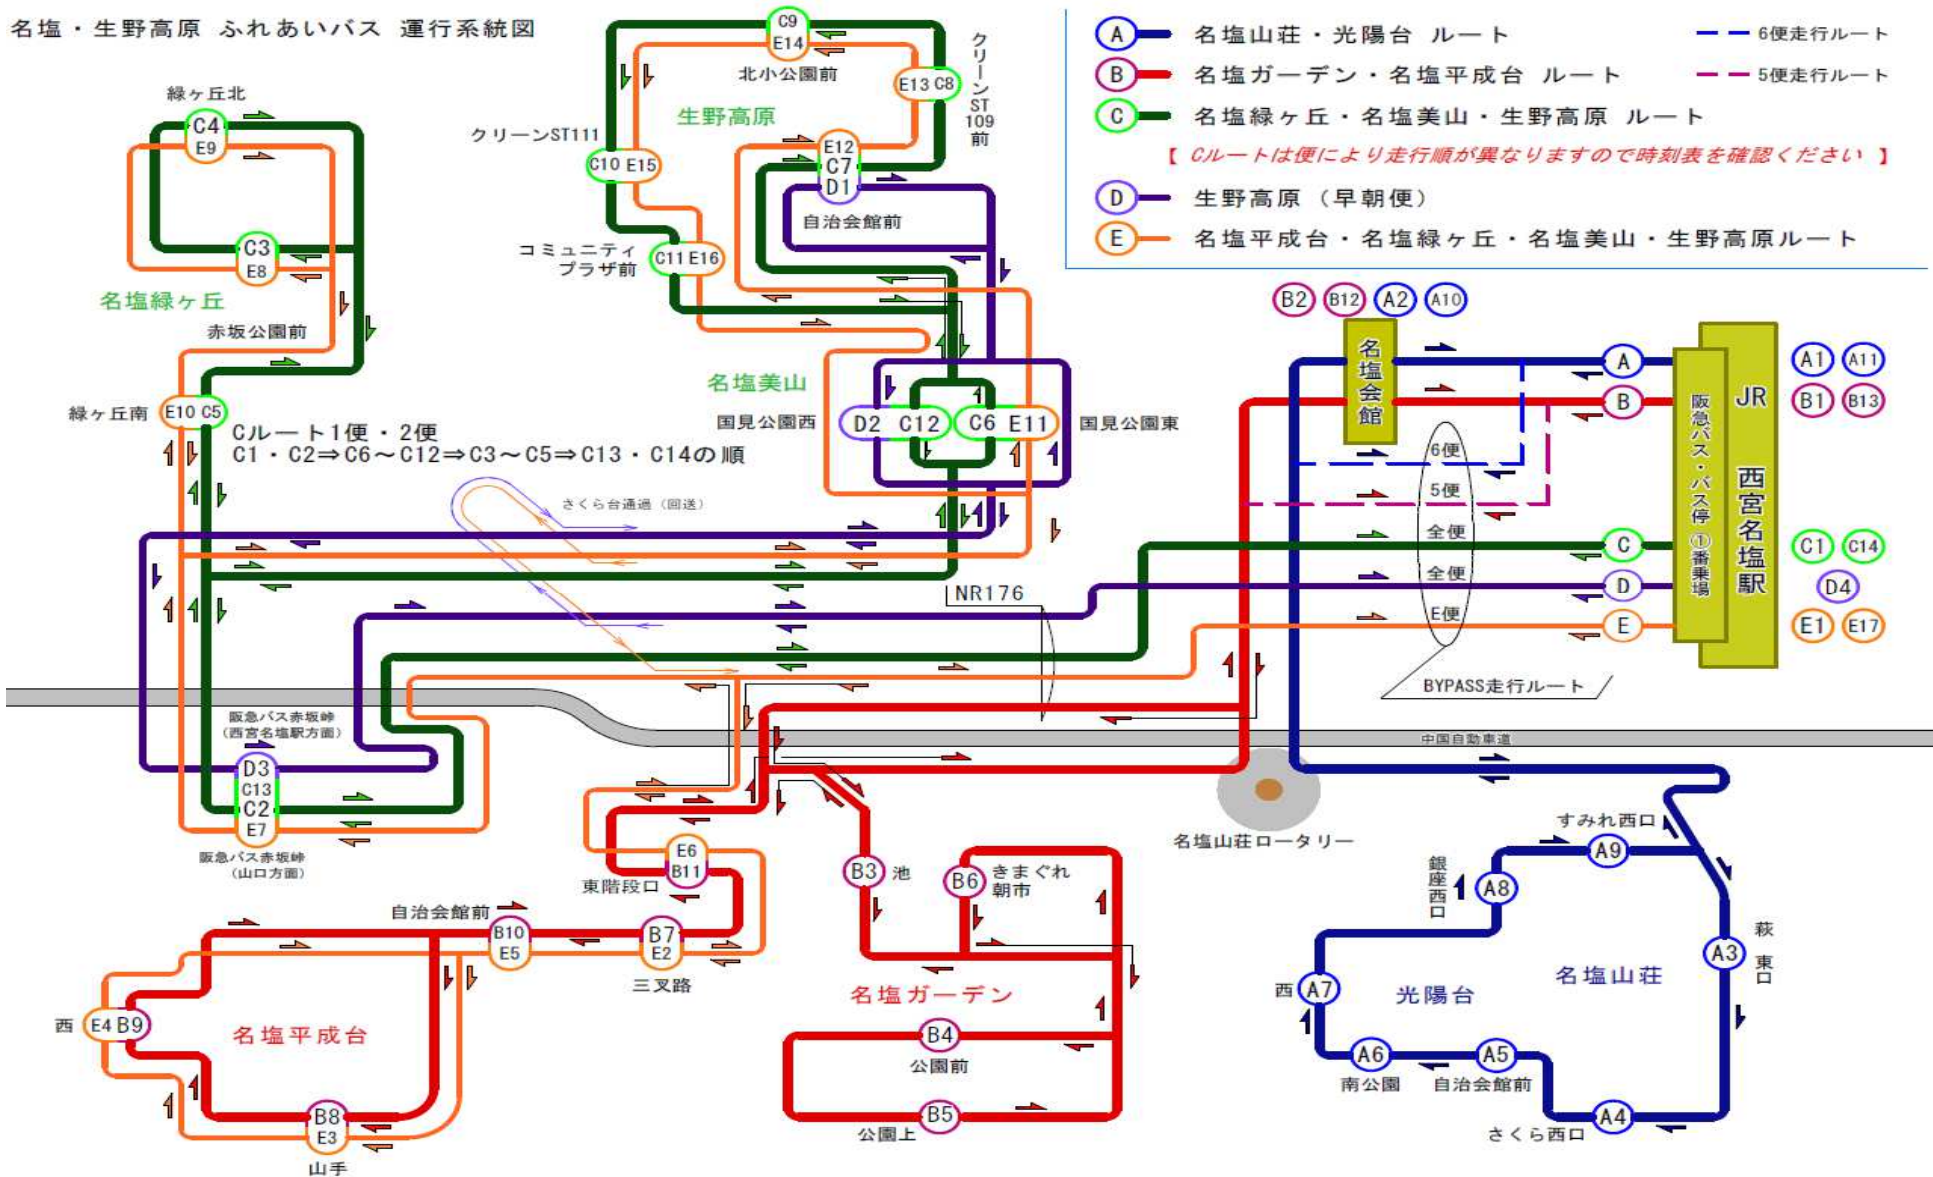 名塩・生野高原 ふれあいバス 運行系統図
A 名塩山荘・光陽台 ルート
6便走行ルート
B 名塩ガーデン・名塩平成台 ルート
5便走行ルート
C 名塩緑ヶ丘・名塩美山・生野高原 ルート
【 Cルートは便により走行順が異なりますので時刻表を確認ください 】
D 生野高原（早朝便）
E 名塩平成台・名塩緑ヶ丘・名塩美山・生野高原ルート
緑ヶ丘北
C4
E9
C3
E8
名塩緑ヶ丘
赤坂公園前
緑ヶ丘南
E10 C5
Cルート1便・2便
C1・C2⇒C6～C12⇒C3～C5⇒C13・C14の順
C9
E14
北小公園前
E13 C8
クリーンST109前
生野高原
クリーンST111
C10 E15
E12
C7
D1
自治会館前
コミュニティ
プラザ前
C11 E16
名塩美山
国見公園西
D2 C12
C6 E11
国見公園東
さくら台通過（回送）
NR176
B2 B12 A2 A10
名塩会館
A
B
C
D
E
6便
5便
全便
全便
E便
BYPASS走行ルート
阪急バス・バス停①番乗場
JR 西宮名塩駅
A1 A11
B1 B13
C1 C14
D4
E1 E17
中国自動車道
阪急バス赤坂峠
（西宮名塩駅方面）
D3
C13
C2
E7
阪急バス赤坂峠
（山口方面）
E6
B11
東階段口
自治会館前
B10
E5
B7
E2
三叉路
西
E4 B9
名塩平成台
B8
E3
山手
B3 池
B6 きまぐれ
朝市
名塩ガーデン
B4
公園前
B5
公園上
名塩山荘ロータリー
すみれ西口
A9
銀座西口
A8
萩 東口
A3
名塩山荘
光陽台
西 A7
A6
南公園
A5
自治会館前
A4
さくら西口